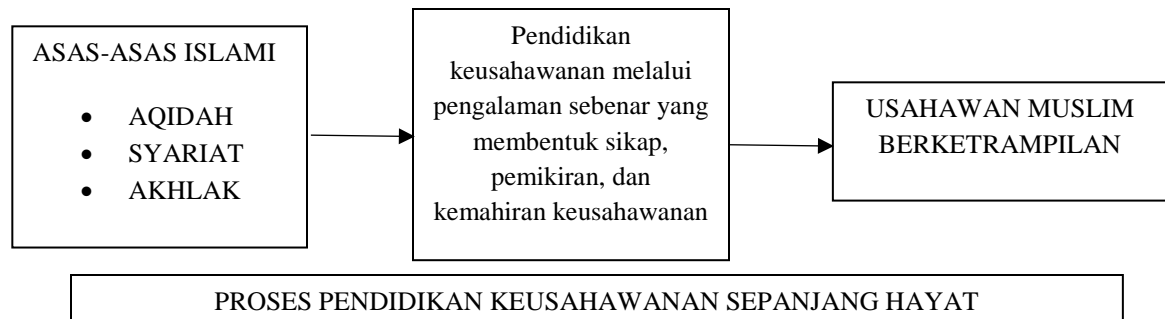 ASAS-ASAS ISLAMI
• AQIDAH
• SYARIAT
• AKHLAK
Pendidikan
keusahawanan melalui
pengalaman sebenar yang
membentuk sikap,
pemikiran, dan
kemahiran keusahawanan
USAHAWAN MUSLIM
BERKETRAMPILAN
PROSES PENDIDIKAN KEUSAHAWANAN SEPANJANG HAYAT